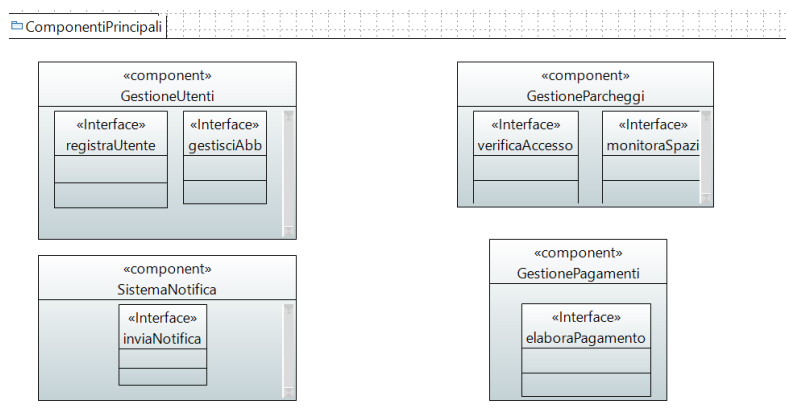 ComponentiPrincipali
«component»
GestioneUtenti
«Interface»
registraUtente
«Interface»
gestisciAbb
«component»
GestioneParcheggi
«Interface»
verificaAccesso
«Interface»
monitoraSpazi
«component»
SistemaNotifica
«Interface»
inviaNotifica
«component»
GestionePagamenti
«Interface»
elaboraPagamento